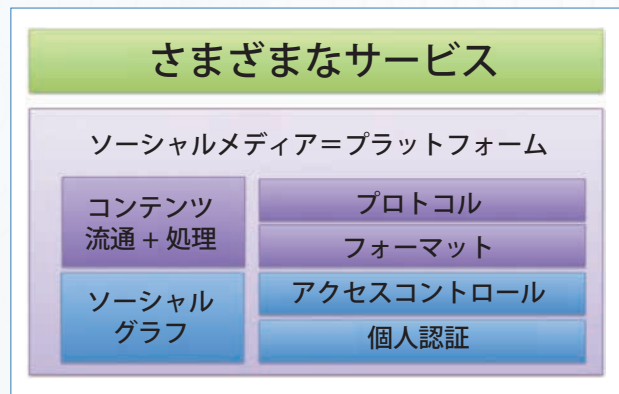 さまざまなサービス
ソーシャルメディア＝プラットフォーム
コンテンツ
流通 + 処理
プロトコル
フォーマット
ソーシャル
グラフ
アクセスコントロール
個人認証